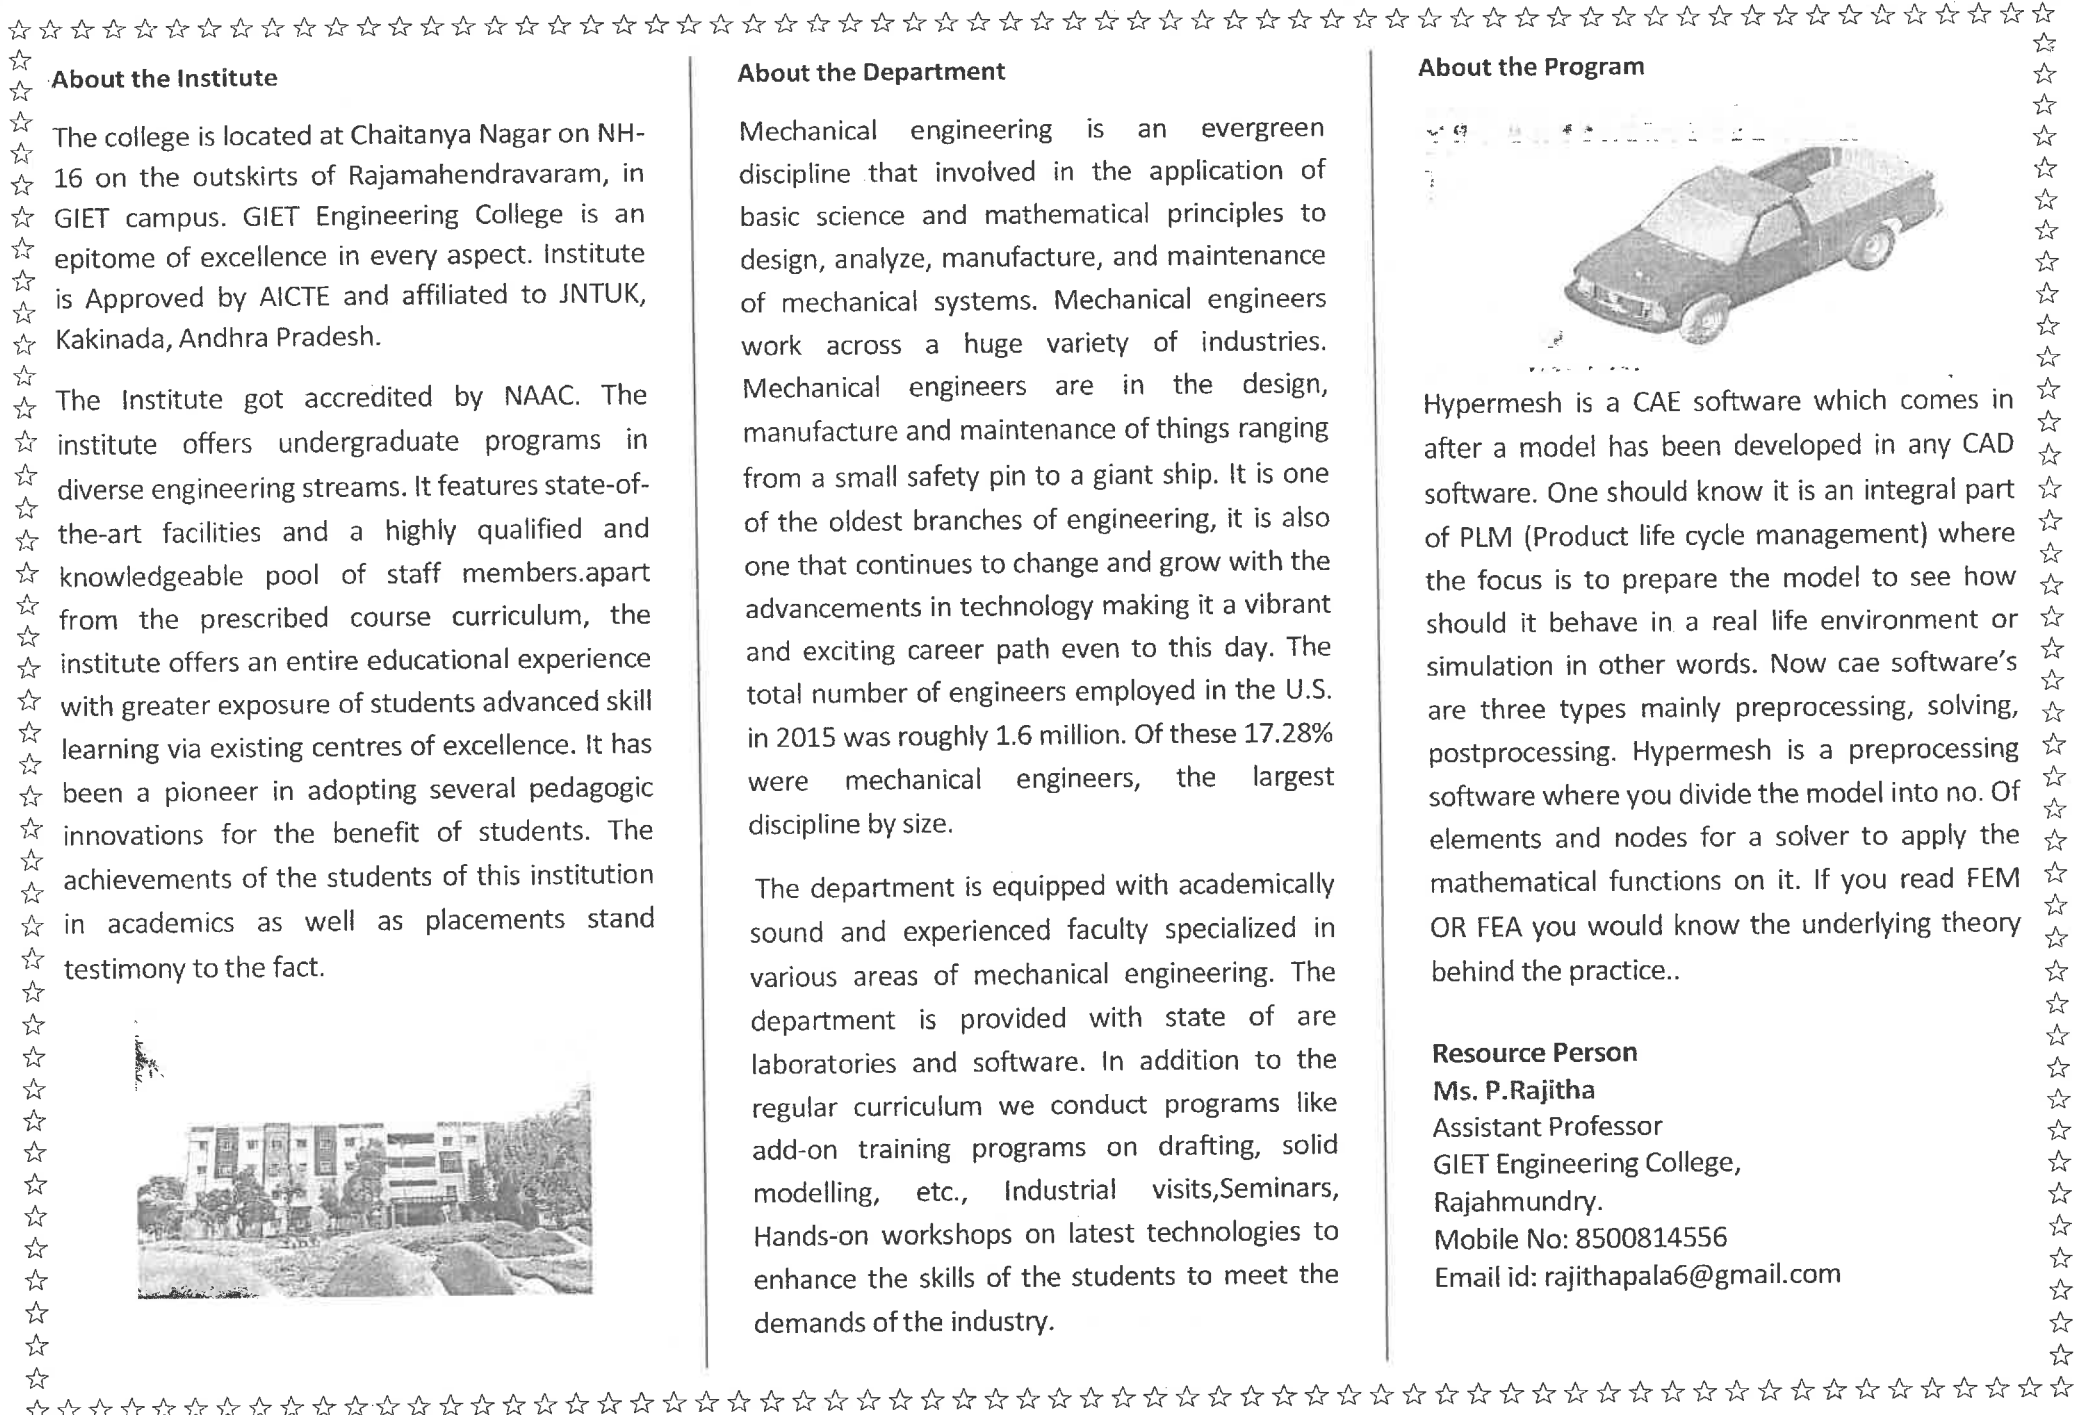 About the Institute
The college is located at Chaitanya Nagar on NH-
16 on the outskirts of Rajamahendravaram, in
GIET campus. GIET Engineering College is an
epitome of excellence in every aspect. Institute
is Approved by AICTE and affiliated to JNTUK,
Kakinada, Andhra Pradesh.
The Institute got accredited by NAAC. The
institute offers undergraduate programs in
diverse engineering streams. It features state-of-
the-art facilities and a highly qualified and
knowledgeable pool of staff members.apart
from the prescribed course curriculum, the
institute offers an entire educational experience
with greater exposure of students advanced skill
learning via existing centres of excellence. It has
been a pioneer in adopting several pedagogic
innovations for the benefit of students. The
achievements of the students of this institution
in academics as well as placements stand
testimony to the fact.
About the Department
Mechanical engineering is an evergreen
discipline that involved in the application of
basic science and mathematical principles to
design, analyze, manufacture, and maintenance
of mechanical systems. Mechanical engineers
work across a huge variety of industries.
Mechanical engineers are in the design,
manufacture and maintenance of things ranging
from a small safety pin to a giant ship. It is one
of the oldest branches of engineering, it is also
one that continues to change and grow with the
advancements in technology making it a vibrant
and exciting career path even to this day. The
total number of engineers employed in the U.S.
in 2015 was roughly 1.6 million. Of these 17.28%
were mechanical engineers, the largest
discipline by size.
The department is equipped with academically
sound and experienced faculty specialized in
various areas of mechanical engineering. The
department is provided with state of are
laboratories and software. In addition to the
regular curriculum we conduct programs like
add-on training programs on drafting, solid
modelling, etc., Industrial visits,Seminars,
Hands-on workshops on latest technologies to
enhance the skills of the students to meet the
demands of the industry.
About the Program
Hypermesh is a CAE software which comes in
after a model has been developed in any CAD
software. One should know it is an integral part
of PLM (Product life cycle management) where
the focus is to prepare the model to see how
should it behave in a real life environment or
simulation in other words. Now cae software's
are three types mainly preprocessing, solving,
postprocessing. Hypermesh is a preprocessing
software where you divide the model into no. Of
elements and nodes for a solver to apply the
mathematical functions on it. If you read FEM
OR FEA you would know the underlying theory
behind the practice..
Resource Person
Ms. P.Rajitha
Assistant Professor
GIET Engineering College,
Rajahmundry.
Mobile No: 8500814556
Email id: rajithapala6@gmail.com